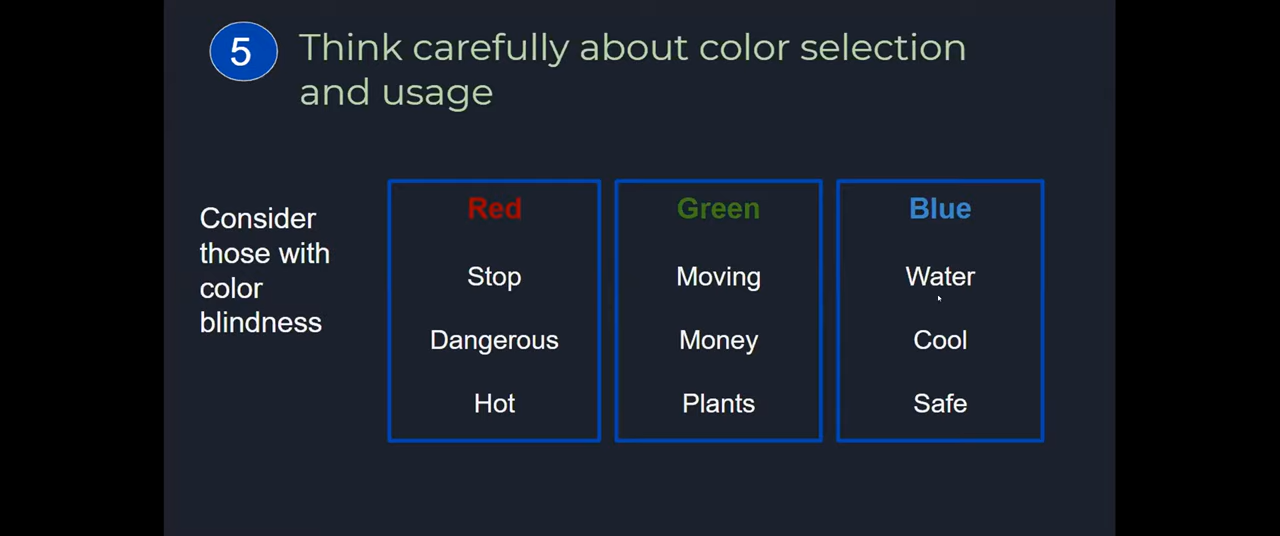 5
Think carefully about color selection
and usage
Consider
those with
color
blindness
Red
Stop
Dangerous
Hot
Green
Moving
Money
Plants
Blue
Water
Cool
Safe